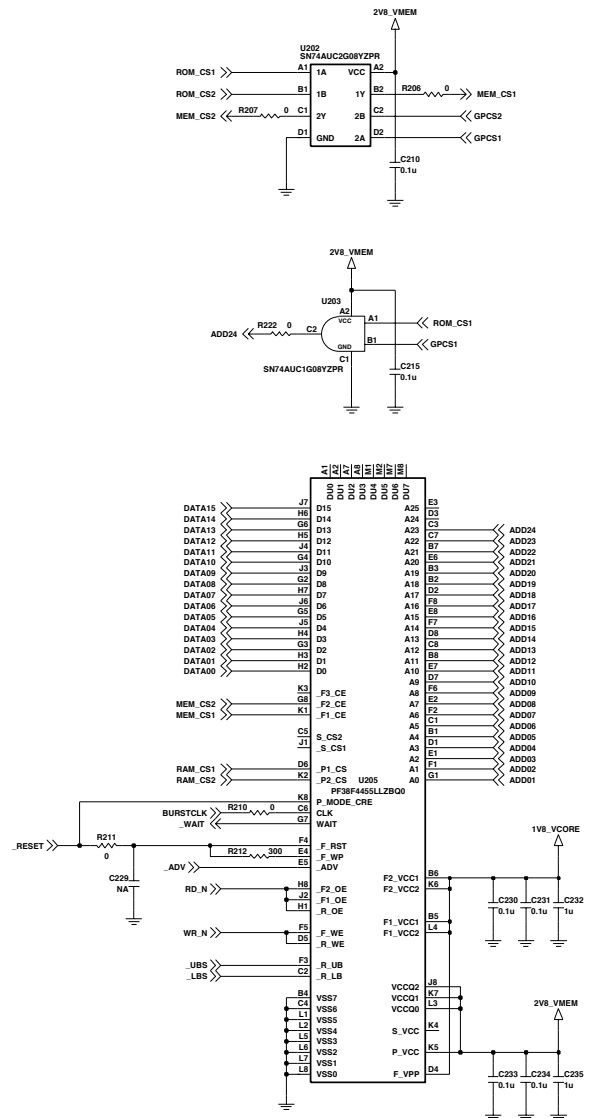 2V8_VMEM
U202
SN74AUC2G08YZPR
ROM_CS1 A1 1A VCC A2
ROM_CS2 B1 1B 1Y B2 R206 0 MEM_CS1
MEM_CS2 R207 0 C1 2Y 2B C2 GPCS2
D1 GND 2A D2 GPCS1
C210
0.1u
2V8_VMEM
U203
A2
VCC A1 ROM_CS1
ADD24 R222 0 C2
GND B1 GPCS1
C1
SN74AUC1G08YZPR
C215
0.1u
A1 A2 A7 A8 M1 M2 M7 M8
DU0 DU1 DU2 DU3 DU4 DU5 DU6 DU7
DATA15 J7 D15 A25 E3
DATA14 H6 D14 A24 D3
DATA13 G6 D13 A23 C3 ADD24
DATA12 H5 D12 A22 C7 ADD23
DATA11 J4 D11 A21 B7 ADD22
DATA10 G4 D10 A20 E6 ADD21
DATA09 J3 D9 A19 B3 ADD20
DATA08 G2 D8 A18 B2 ADD19
DATA07 H7 D7 A17 D2 ADD18
DATA06 J6 D6 A16 F8 ADD17
DATA05 G5 D5 A15 E8 ADD16
DATA04 J5 D4 A14 F7 ADD15
DATA03 H4 D3 A13 D8 ADD14
DATA02 G3 D2 A12 C8 ADD13
DATA01 H3 D1 A11 B8 ADD12
DATA00 H2 D0 A10 E7 ADD11
A9 D7 ADD10
K3 _F3_CE A8 F6 ADD09
MEM_CS2 G8 _F2_CE A7 E2 ADD08
MEM_CS1 K1 _F1_CE A6 F2 ADD07
A5 C1 ADD06
C5 S_CS2 A4 B1 ADD05
J1 _S_CS1 A3 D1 ADD04
A2 E1 ADD03
RAM_CS1 D6 _P1_CS A1 F1 ADD02
RAM_CS2 K2 _P2_CS A0 G1 ADD01
U205
PF38F4455LLZBQ0
K8 P_MODE_CRE
BURSTCLK R210 0 C6 CLK
_WAIT G7 WAIT
1V8_VCORE
_RESET R211 0 F4 _F_RST
R212 300 E4 _F_WP
_ADV E5 _ADV
C229
NA
RD_N H8 _F2_OE F2_VCC1 B6
J2 _F1_OE F2_VCC2 K6
H1 _R_OE
C230 C231 C232
0.1u 0.1u 1u
WR_N F5 _F_WE F1_VCC1 B5
D5 _R_WE F1_VCC2 L4
_UBS F3 _R_UB
_LBS C2 _R_LB
VCCQ2 J8
B4 VSS7 VCCQ1 K7
C4 VSS6 VCCQ0 L3
2V8_VMEM
L1 VSS5
L2 VSS4 S_VCC K4
L5 VSS3
L6 VSS2 P_VCC K5
L7 VSS1
L8 VSS0 F_VPP D4
C233 C234 C235
0.1u 0.1u 1u